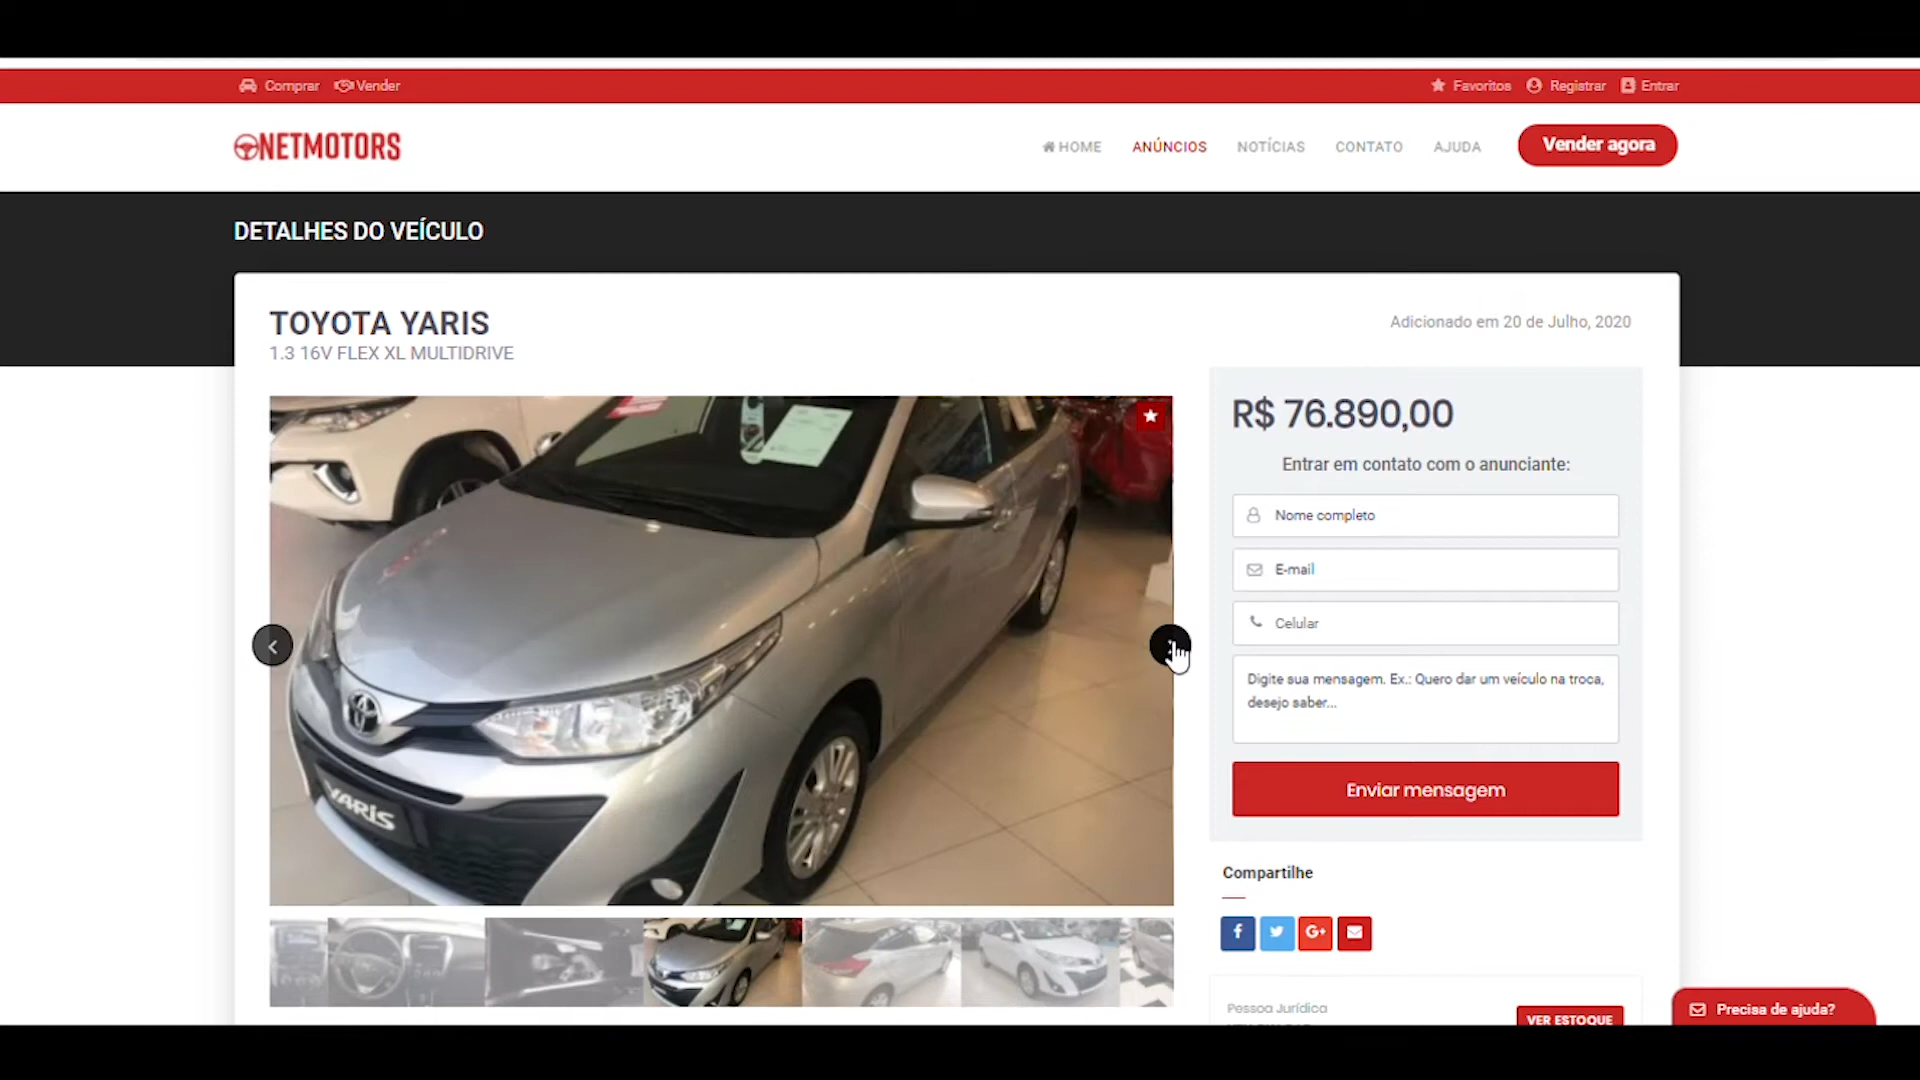 Comprar Vender
Favoritos Registrar Entrar
NETMOTORS
HOME ANÚNCIOS NOTÍCIAS CONTATO AJUDA Vender agora
DETALHES DO VEÍCULO
TOYOTA YARIS
1.3 16V FLEX XL MULTIDRIVE
Adicionado em 20 de Julho, 2020
YARIS
R$ 76.890,00
Entrar em contato com o anunciante:
Nome completo
E-mail
Celular
Digite sua mensagem. Ex.: Quero dar um veículo na troca,
desejo saber...
Enviar mensagem
Compartilhe
f G+
Pessoa Jurídica
VER ESTOQUE
Precisa de ajuda?